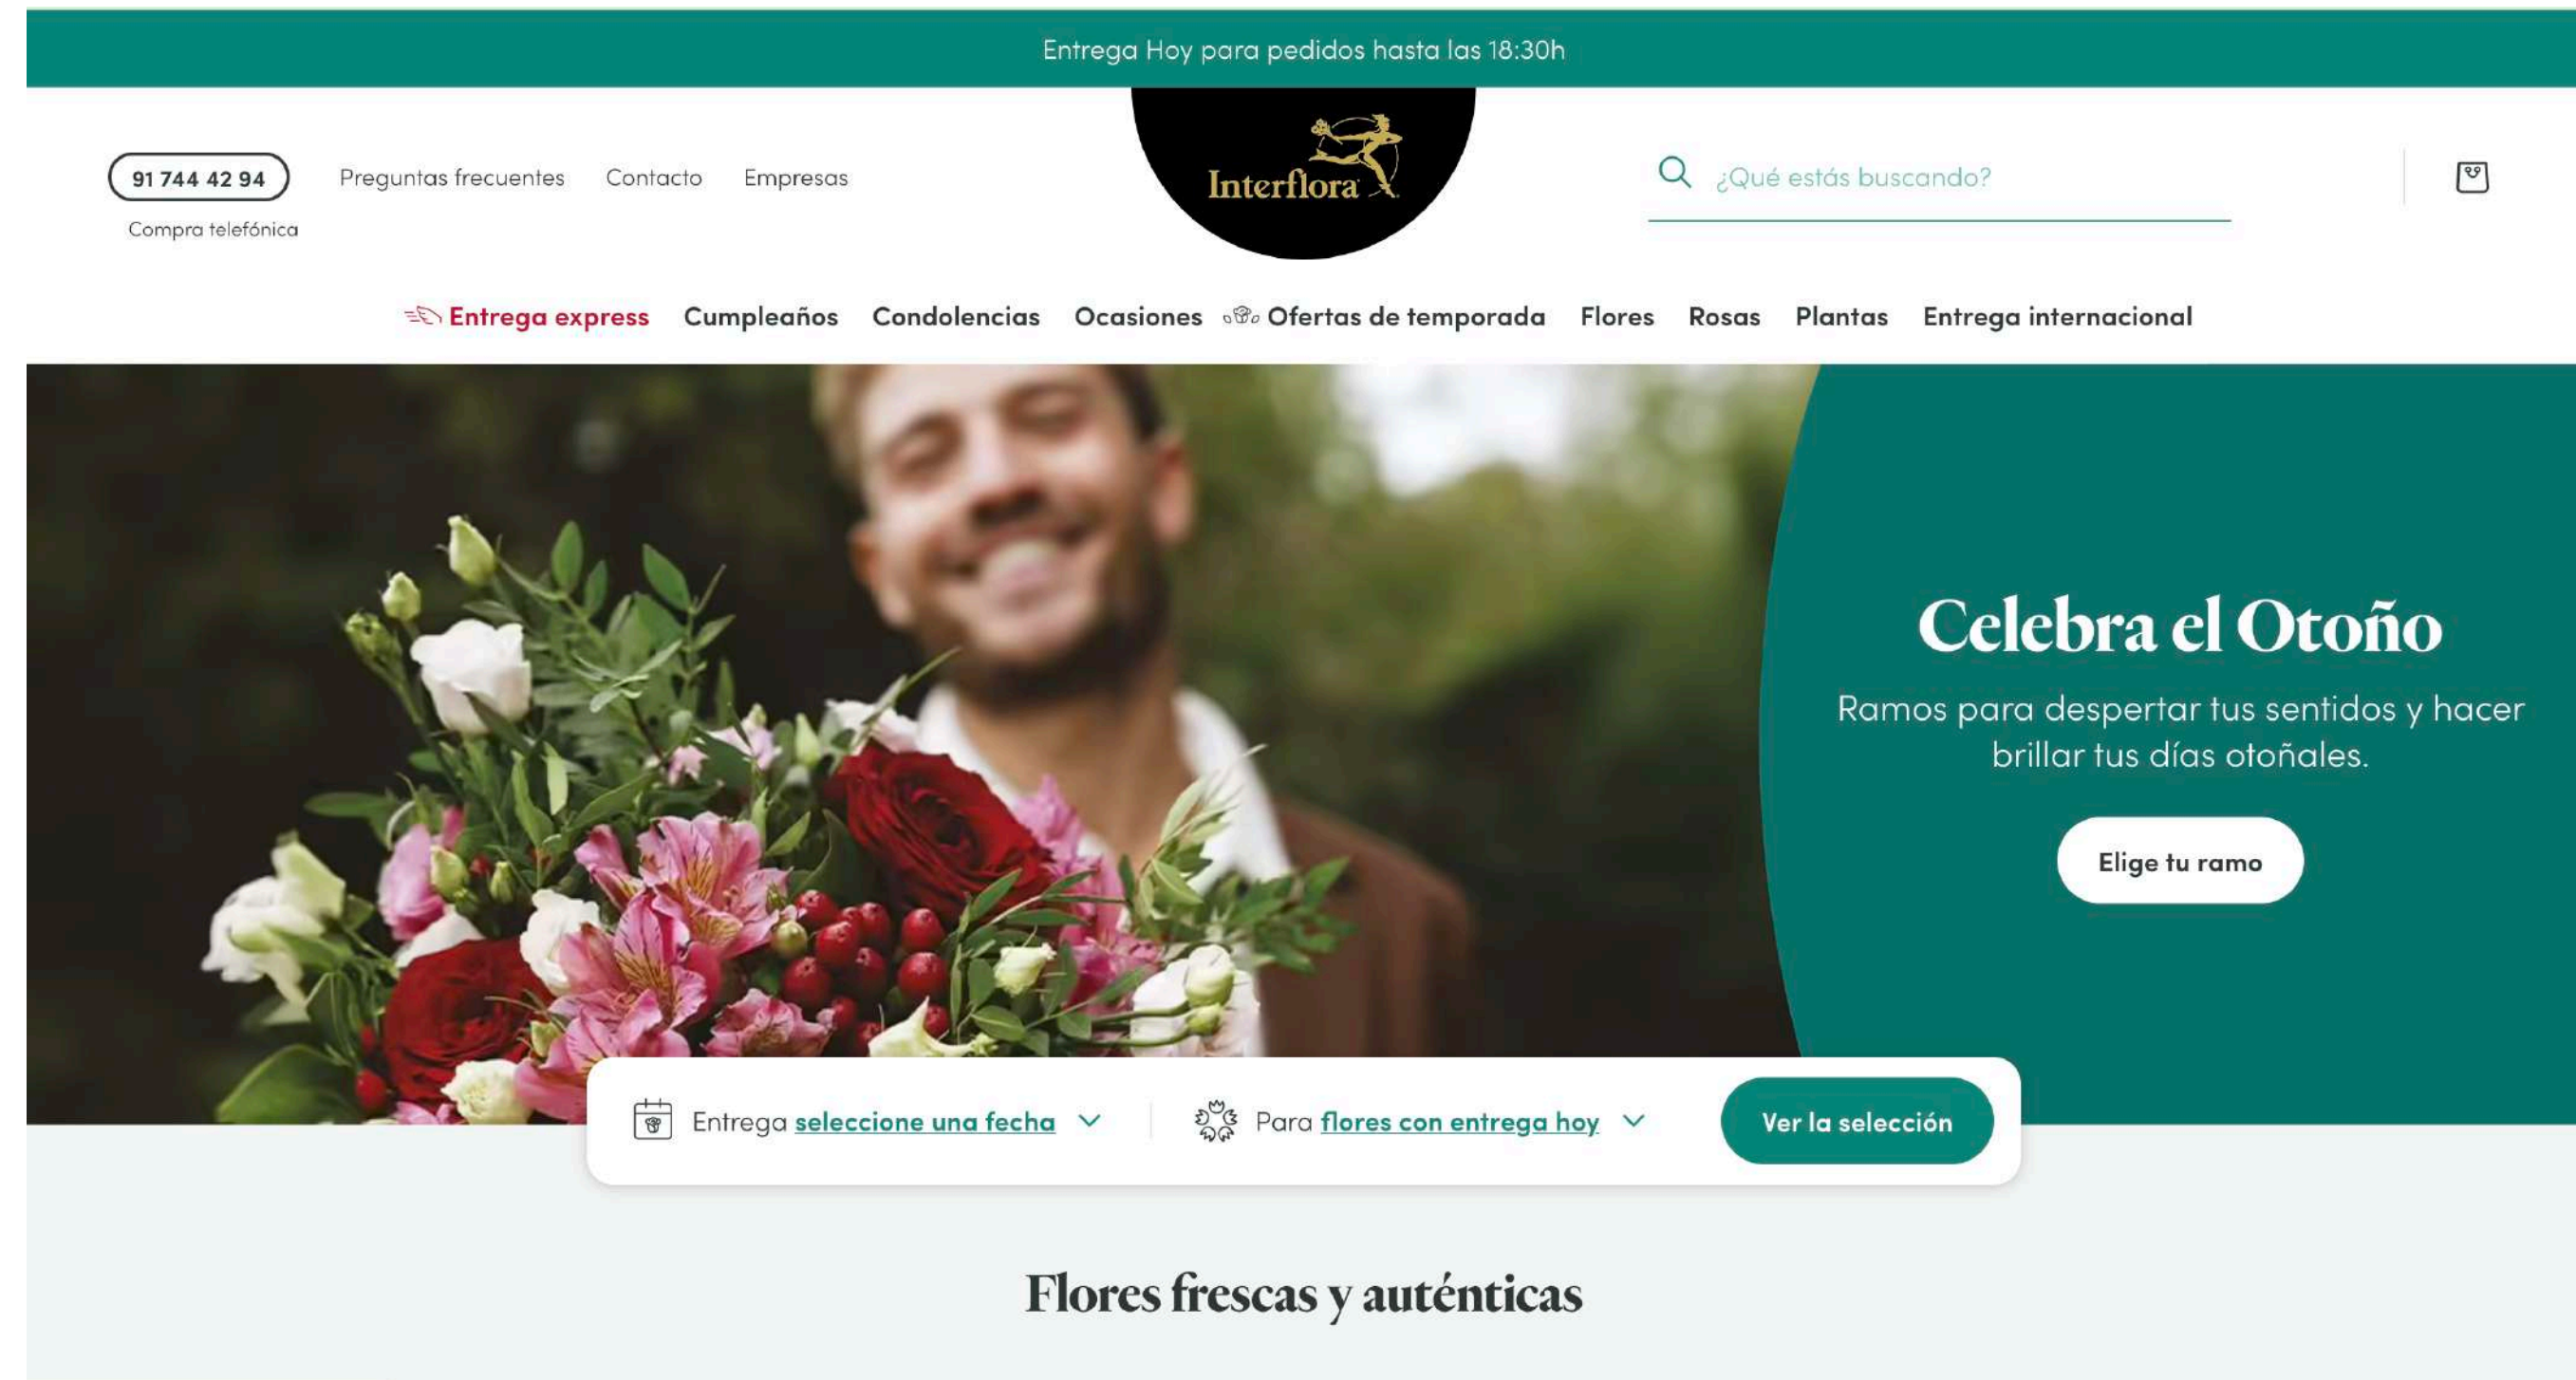 Entrega Hoy para pedidos hasta las 18:30h
91 744 42 94
Preguntas frecuentes
Contacto
Empresas
Compra telefónica
Interflora
¿Qué estás buscando?
Entrega express
Cumpleaños
Condolencias
Ocasiones
Ofertas de temporada
Flores
Rosas
Plantas
Entrega internacional
Celebra el Otoño
Ramos para despertar tus sentidos y hacer
brillar tus días otoñales.
Elige tu ramo
Entrega seleccione una fecha
Para flores con entrega hoy
Ver la selección
Flores frescas y auténticas